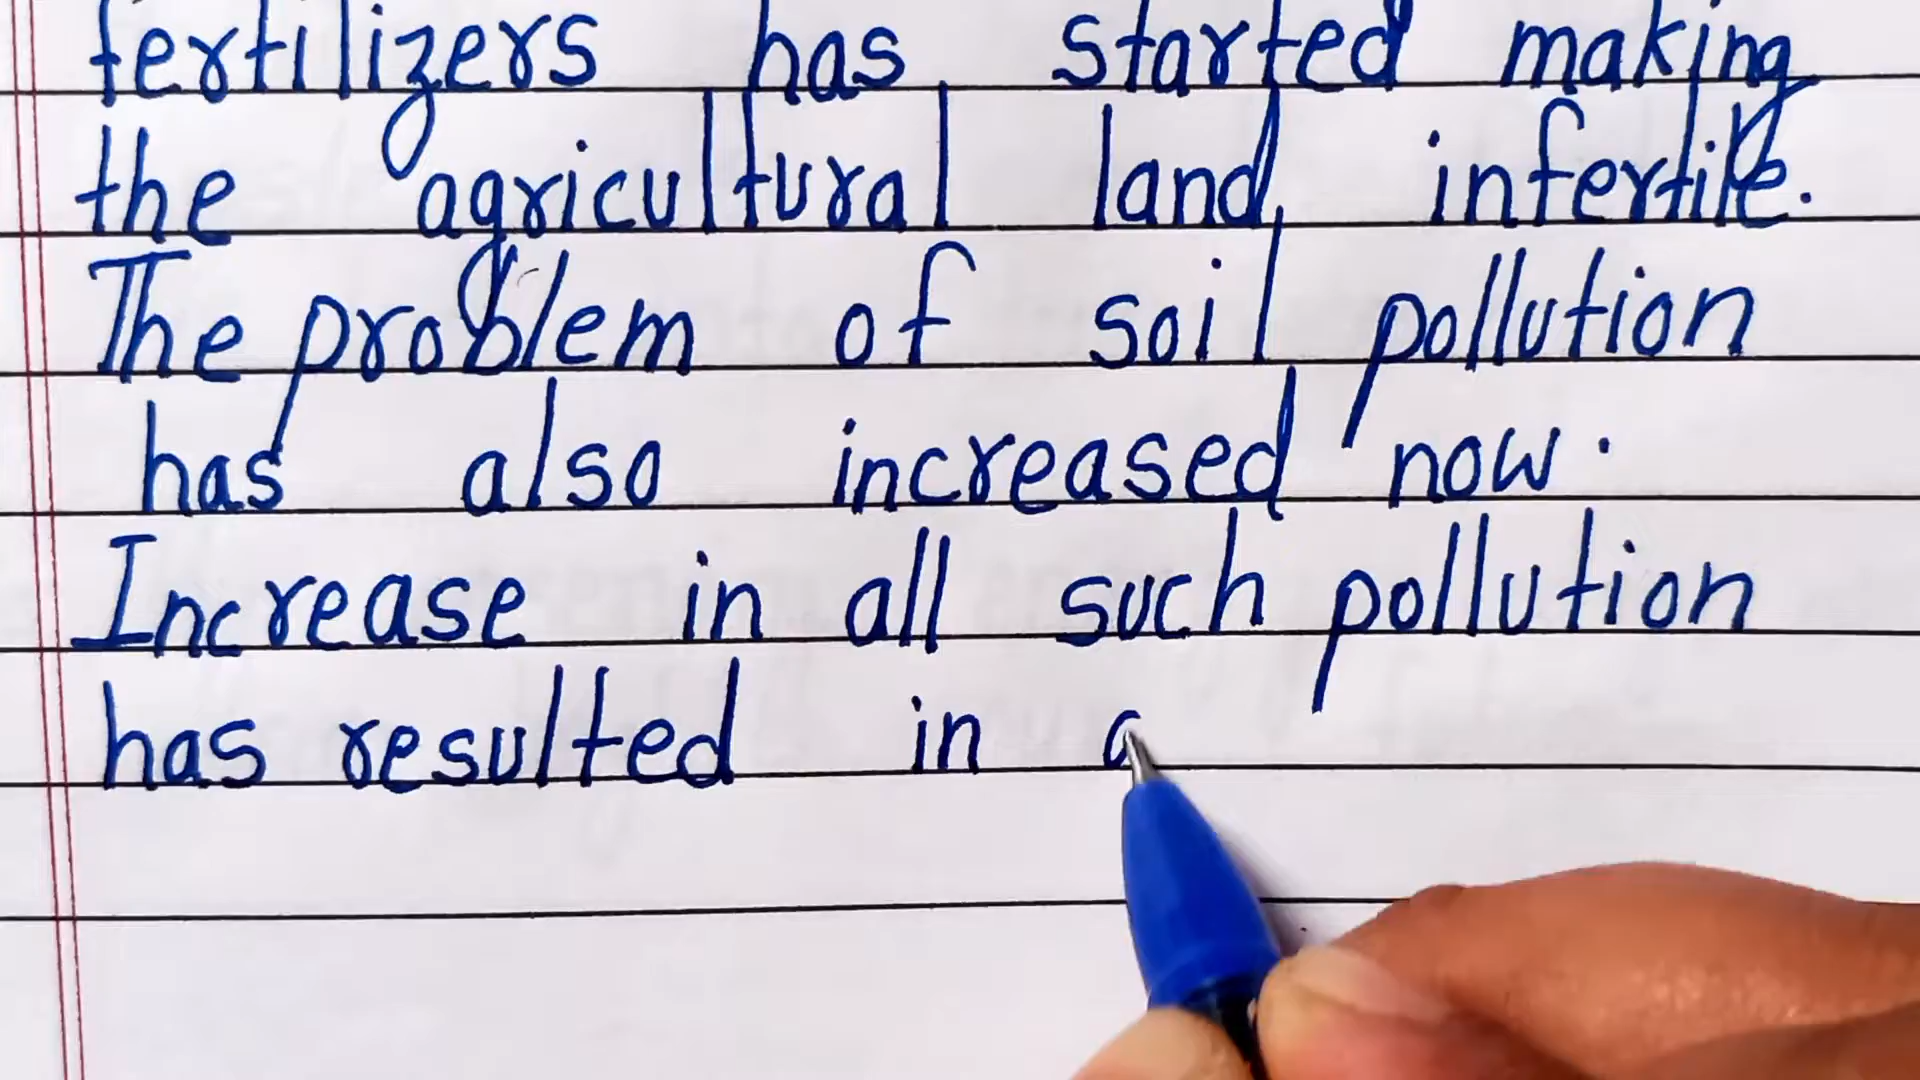 fertilizers has started making
the agricultural land infertile.
The problem of soil pollution
has also increased now.
Increase in all such pollution
has resulted in